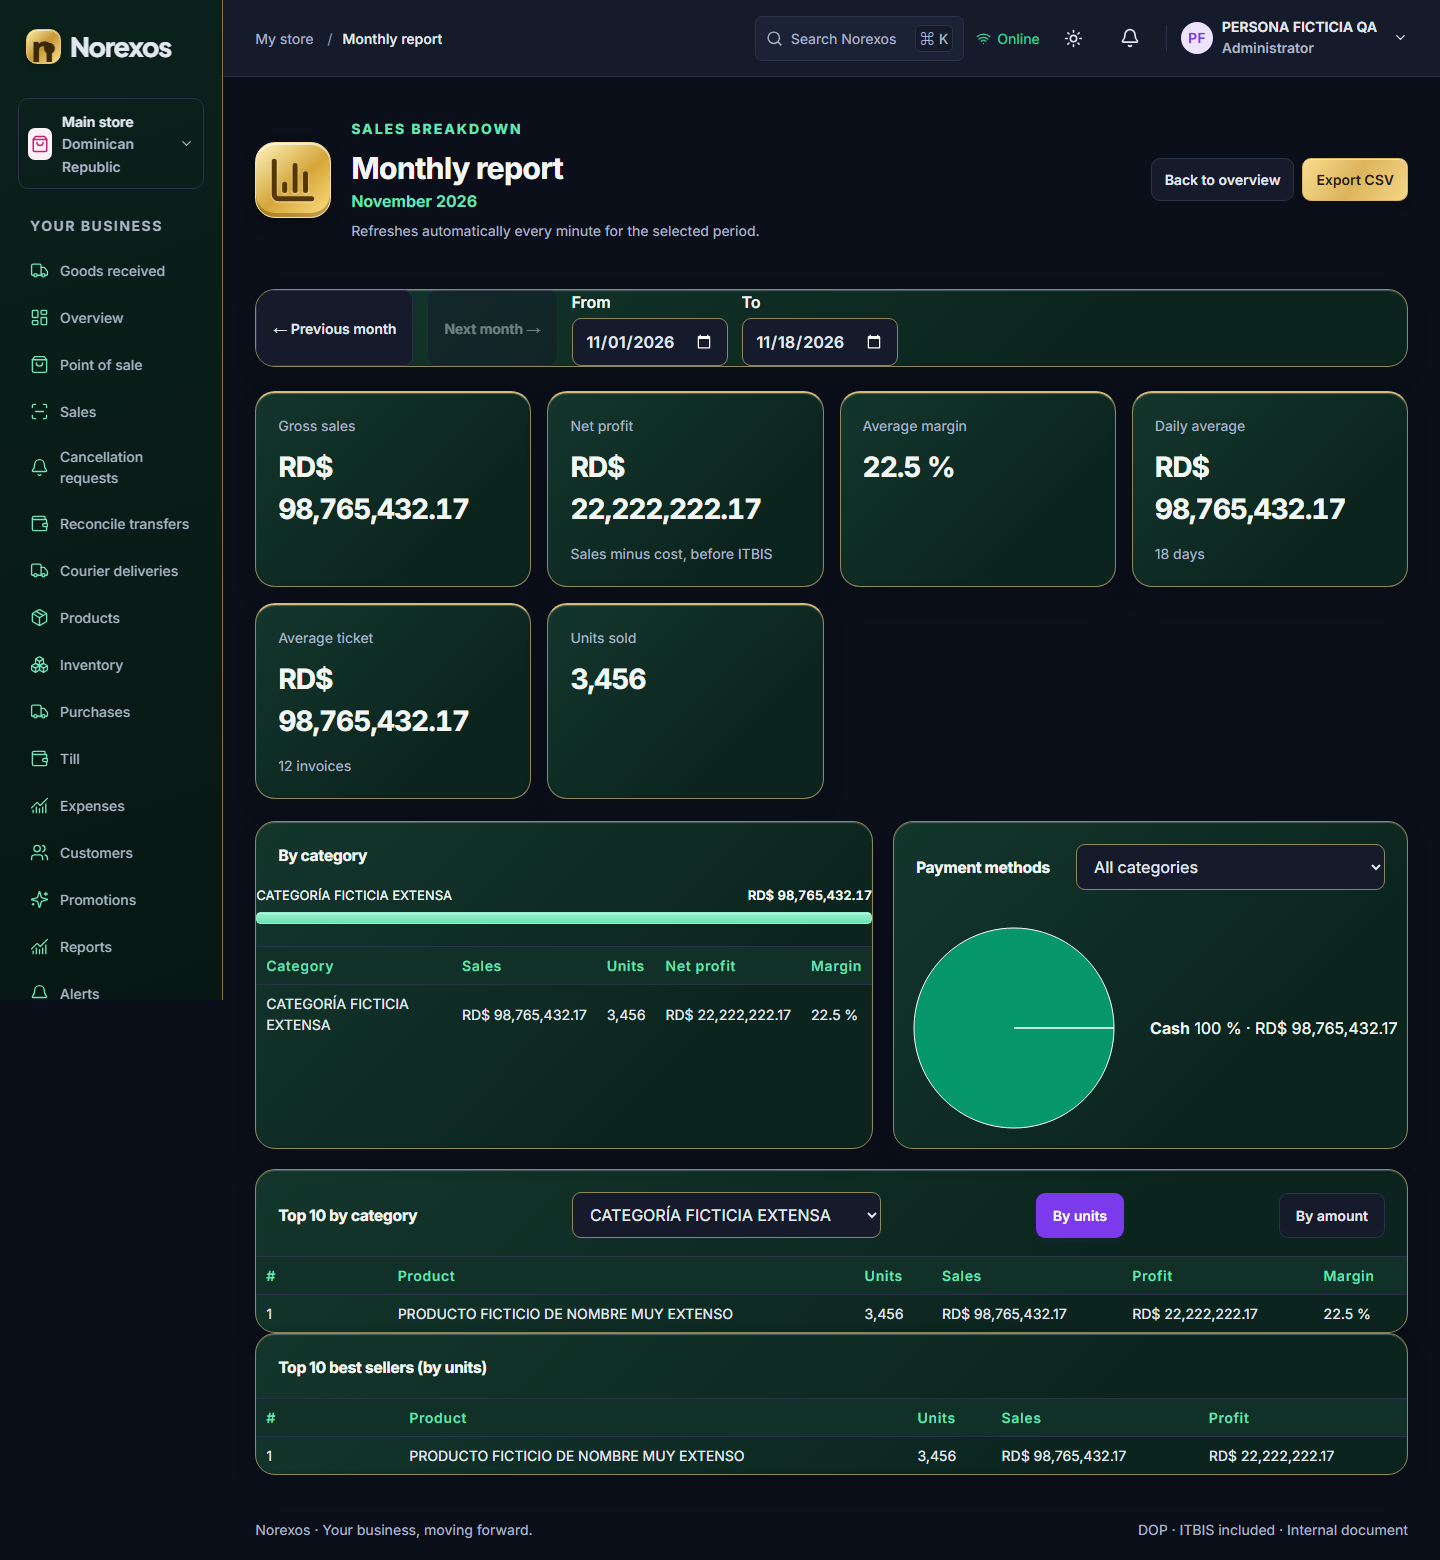 Norexos
Main store
Dominican
Republic
YOUR BUSINESS
Goods received
Overview
Point of sale
Sales
Cancellation
requests
Reconcile transfers
Courier deliveries
Products
Inventory
Purchases
Till
Expenses
Customers
Promotions
Reports
Alerts
My store / Monthly report
Search Norexos ⌘ K
Online
PF
PERSONA FICTICIA QA
Administrator
SALES BREAKDOWN
Monthly report
November 2026
Refreshes automatically every minute for the selected period.
Back to overview
Export CSV
← Previous month
Next month →
From
11/01/2026
To
11/18/2026
Gross sales
RD$
98,765,432.17
Net profit
RD$
22,222,222.17
Sales minus cost, before ITBIS
Average margin
22.5 %
Daily average
RD$
98,765,432.17
18 days
Average ticket
RD$
98,765,432.17
12 invoices
Units sold
3,456
By category
CATEGORÍA FICTICIA EXTENSA RD$ 98,765,432.17
Category Sales Units Net profit Margin
CATEGORÍA FICTICIA
EXTENSA
RD$ 98,765,432.17 3,456 RD$ 22,222,222.17 22.5 %
Payment methods
All categories
Cash 100 % · RD$ 98,765,432.17
Top 10 by category
CATEGORÍA FICTICIA EXTENSA
By units
By amount
# Product Units Sales Profit Margin
1 PRODUCTO FICTICIO DE NOMBRE MUY EXTENSO 3,456 RD$ 98,765,432.17 RD$ 22,222,222.17 22.5 %
Top 10 best sellers (by units)
# Product Units Sales Profit
1 PRODUCTO FICTICIO DE NOMBRE MUY EXTENSO 3,456 RD$ 98,765,432.17 RD$ 22,222,222.17
Norexos · Your business, moving forward.
DOP · ITBIS included · Internal document